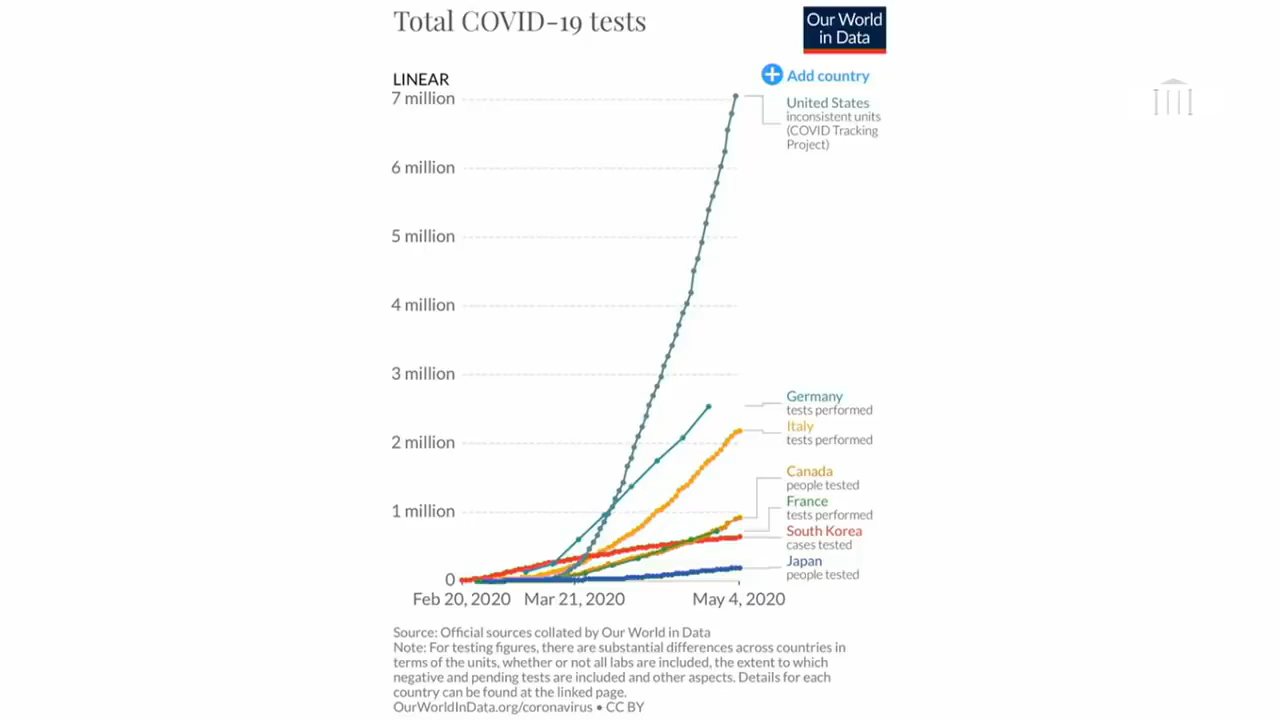 Total COVID-19 tests
Our World
in Data
LINEAR
Add country
7 million
6 million
5 million
4 million
3 million
2 million
1 million
0
United States
inconsistent units
(COVID Tracking
Project)
Germany
tests performed
Italy
tests performed
Canada
people tested
France
tests performed
South Korea
cases tested
Japan
people tested
Feb 20, 2020
Mar 21, 2020
May 4, 2020
Source: Official sources collated by Our World in Data
Note: For testing figures, there are substantial differences across countries in
terms of the units, whether or not all labs are included, the extent to which
negative and pending tests are included and other aspects. Details for each
country can be found at the linked page.
OurWorldInData.org/coronavirus • CC BY